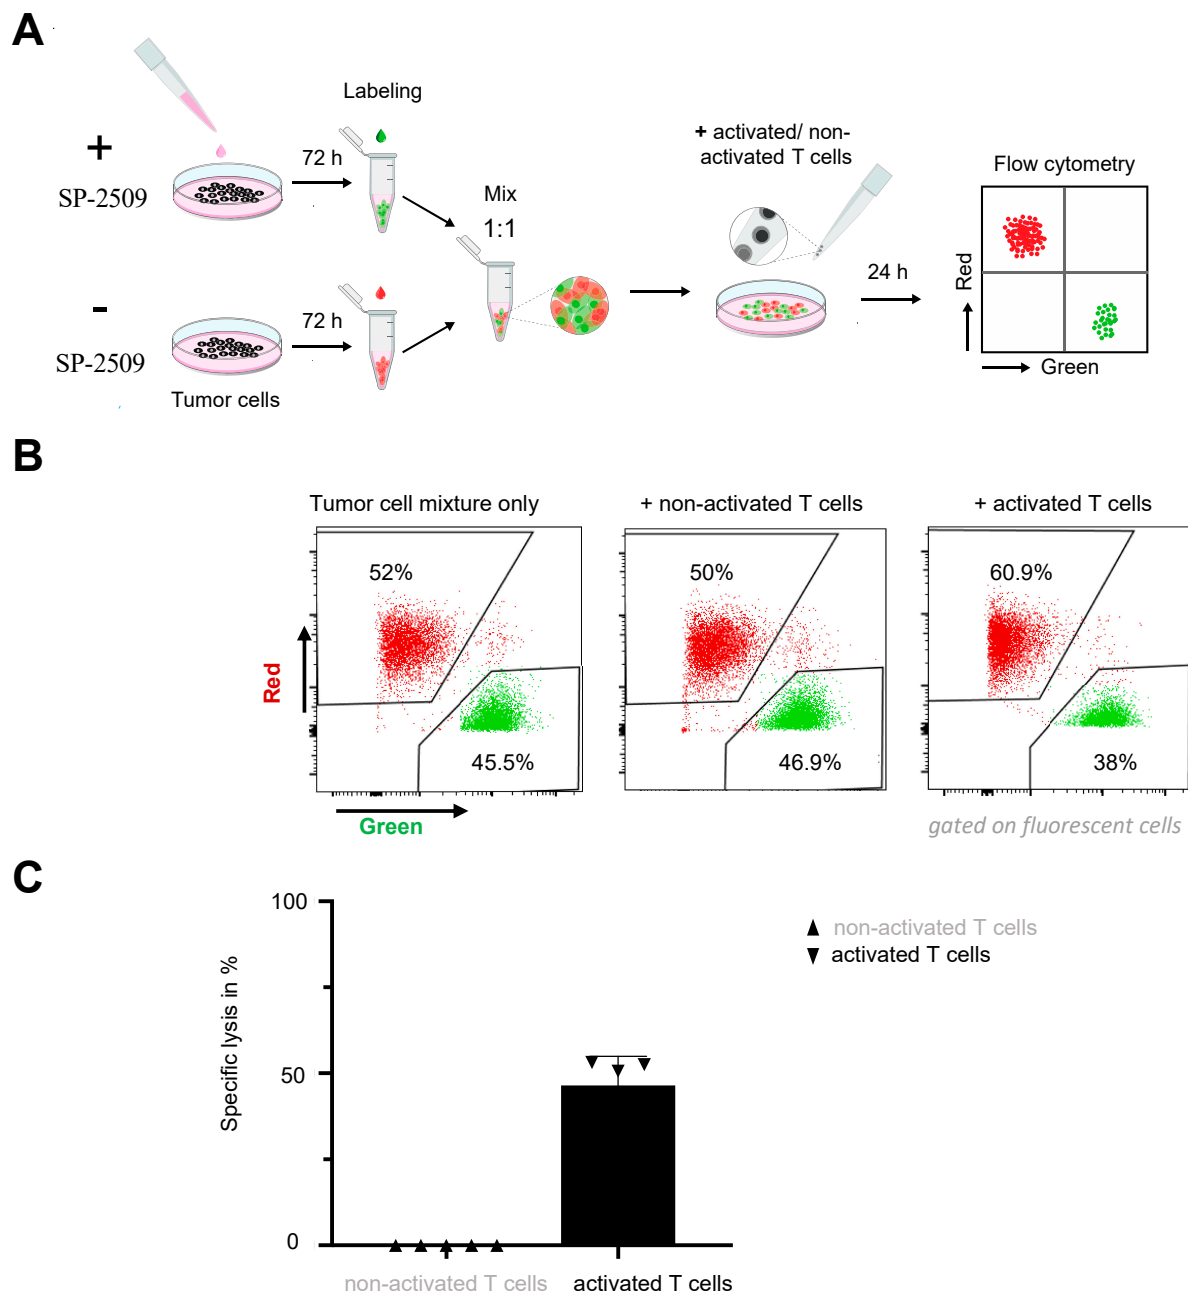 A
Labeling
+
SP-2509
72 h
+ activated/ non-
activated T cells
Flow cytometry
Mix
1:1
24 h
Red
Green
-
SP-2509
72 h
Tumor cells
B
Tumor cell mixture only
+ non-activated T cells
+ activated T cells
52%
50%
60.9%
Red
45.5%
46.9%
38%
Green
gated on fluorescent cells
C
100
50
0
Specific lysis in %
non-activated T cells
activated T cells
non-activated T cells
activated T cells